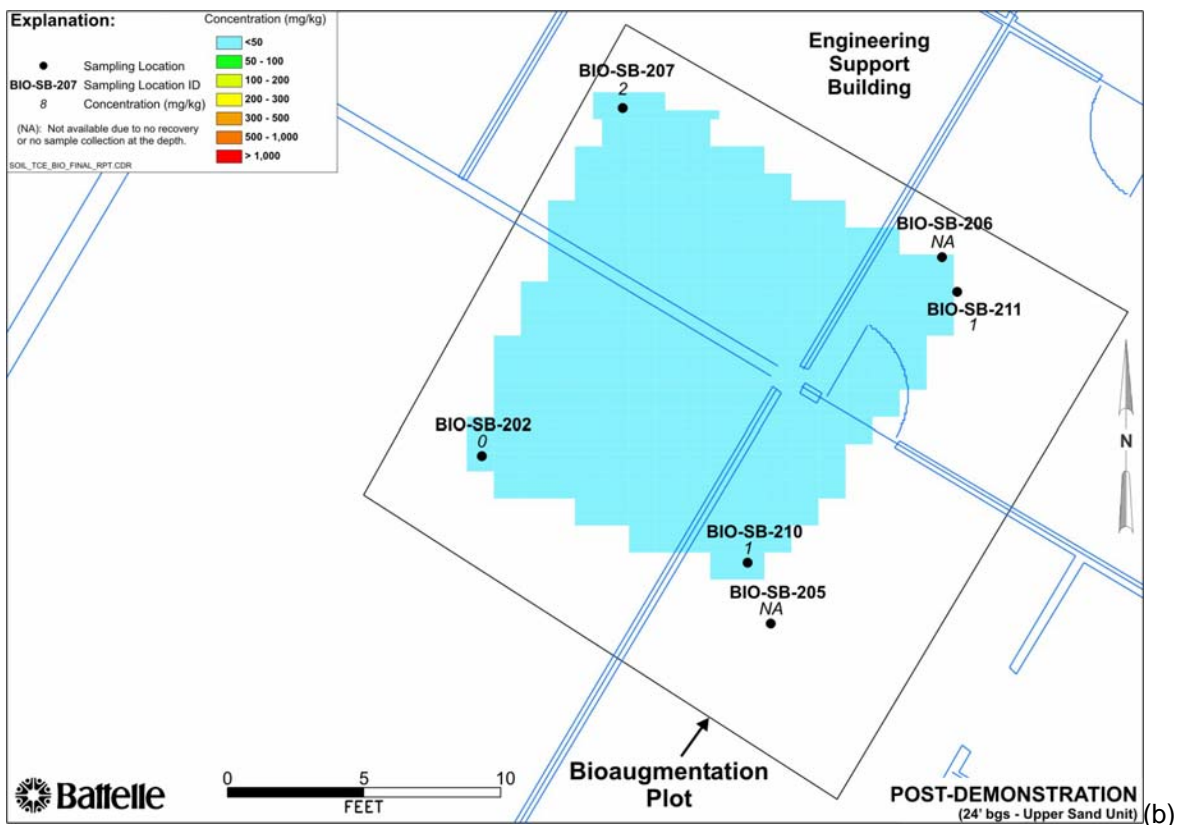 Explanation:
Sampling Location
BIO-SB-207 Sampling Location ID
8 Concentration (mg/kg)
(NA): Not available due to no recovery
or no sample collection at the depth.
SOIL_TCE_BIO_FINAL_RPT.CDR
Concentration (mg/kg)
<50
50 - 100
100 - 200
200 - 300
300 - 500
500 - 1,000
> 1,000
Engineering
Support
Building
BIO-SB-207
2
BIO-SB-206
NA
BIO-SB-211
1
BIO-SB-202
0
N
BIO-SB-210
1
BIO-SB-205
NA
Bioaugmentation
Plot
Battelle
0 5 10
FEET
POST-DEMONSTRATION
(24' bgs - Upper Sand Unit)
(b)